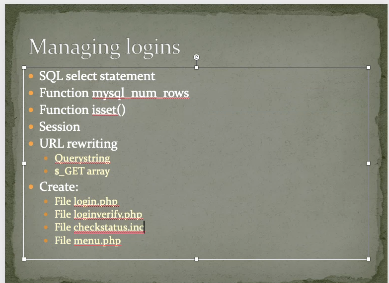 Managing logins
SQL select statement
Function mysql_num_rows
Function isset()
Session
URL rewriting
Querystring
$_GET array
Create:
File login.php
File loginverify.php
File checkstatus.inc
File menu.php